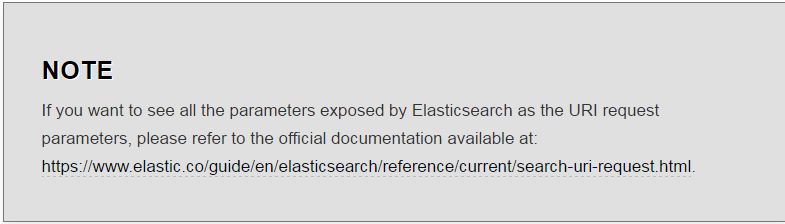 NOTE
If you want to see all the parameters exposed by Elasticsearch as the URI request
parameters, please refer to the official documentation available at:
https://www.elastic.co/guide/en/elasticsearch/reference/current/search-uri-request.html.